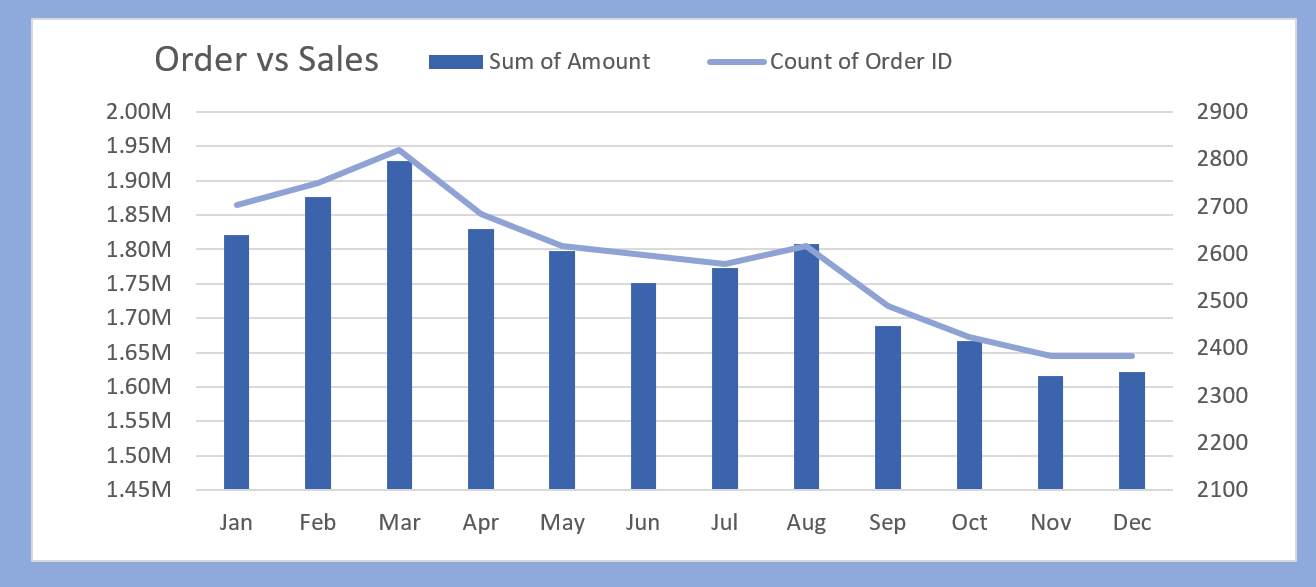 Order vs Sales Sum of Amount Count of Order ID
2.00M 2900
1.95M
2800
1.90M
1.85M 2700
1.80M 2600
1.75M
2500
1.70M
1.65M 2400
1.60M 2300
1.55M
2200
1.50M
1.45M 2100
Jan Feb Mar Apr May Jun Jul Aug Sep Oct Nov Dec